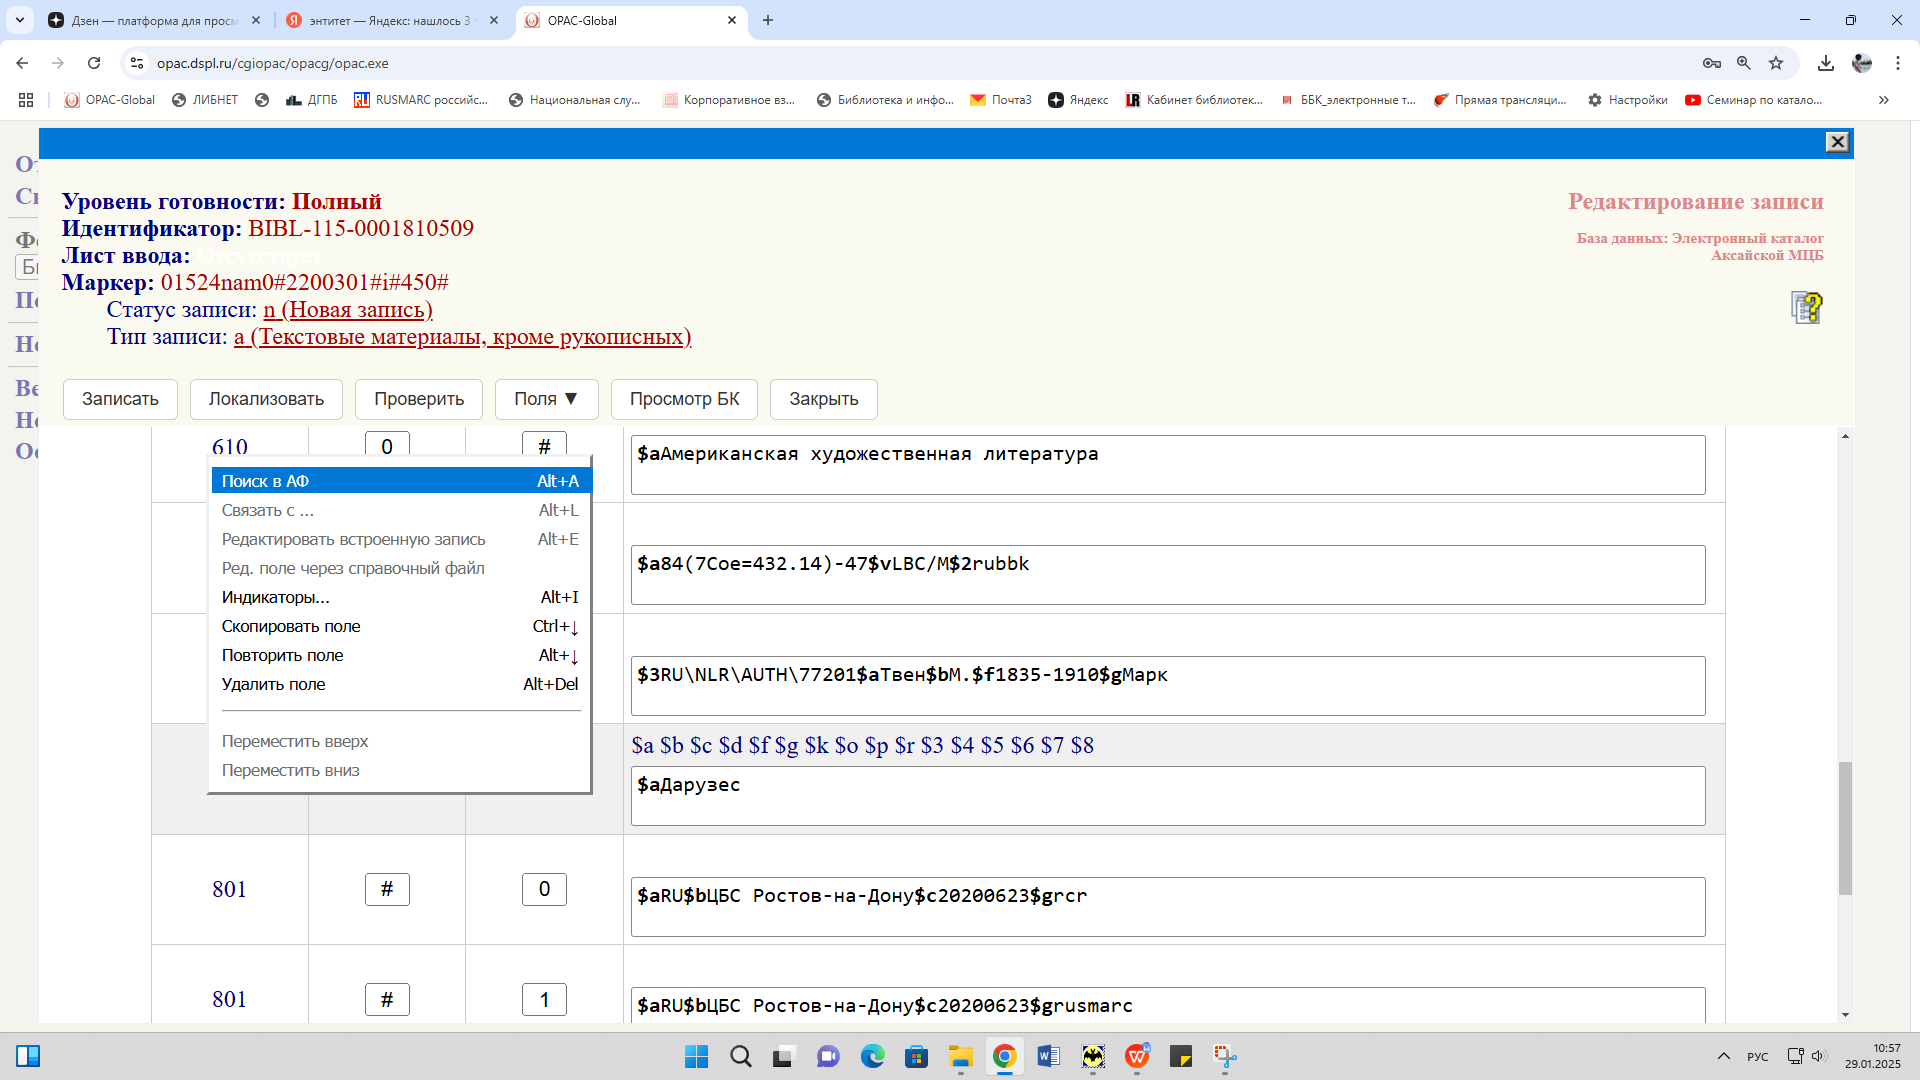 Дзен — платформа для просм
энтитет — Яндекс: нашлось 3 т
OPAC-Global
opac.dspl.ru/cgiopac/opacg/opac.exe
OPAC-Global
ЛИБНЕТ
ДГПБ
RUSMARC российс...
Национальная слу...
Корпоративное вз...
Библиотека и инфо...
Почта3
Яндекс
Кабинет библиотек...
ББК_электронные т...
Прямая трансляци...
Настройки
Семинар по катало...
Уровень готовности: Полный
Идентификатор: BIBL-115-0001810509
Лист ввода: Отсутствует
Маркер: 01524nam0#2200301#i#450#
Статус записи: n (Новая запись)
Тип записи: a (Текстовые материалы, кроме рукописных)
Редактирование записи
База данных: Электронный каталог
Аксайской МЦБ
Записать
Локализовать
Проверить
Поля ▼
Просмотр БК
Закрыть
610 0 # $aАмериканская художественная литература
Поиск в АФ Alt+A
Связать с ... Alt+L
Редактировать встроенную запись Alt+E
Ред. поле через справочный файл
Индикаторы... Alt+I
Скопировать поле Ctrl+↓
Повторить поле Alt+↓
Удалить поле Alt+Del
Переместить вверх
Переместить вниз
$a84(7Сое=432.14)-47$vLBC/M$2rubbk
$3RU\NLR\AUTH\77201$aТвен$bМ.$f1835-1910$gМарк
$a $b $c $d $f $g $k $o $p $r $3 $4 $5 $6 $7 $8
$aДарузес
801 # 0 $aRU$bЦБС Ростов-на-Дону$c20200623$grcr
801 # 1 $aRU$bЦБС Ростов-на-Дону$c20200623$grusmarc
РУС
10:57
29.01.2025